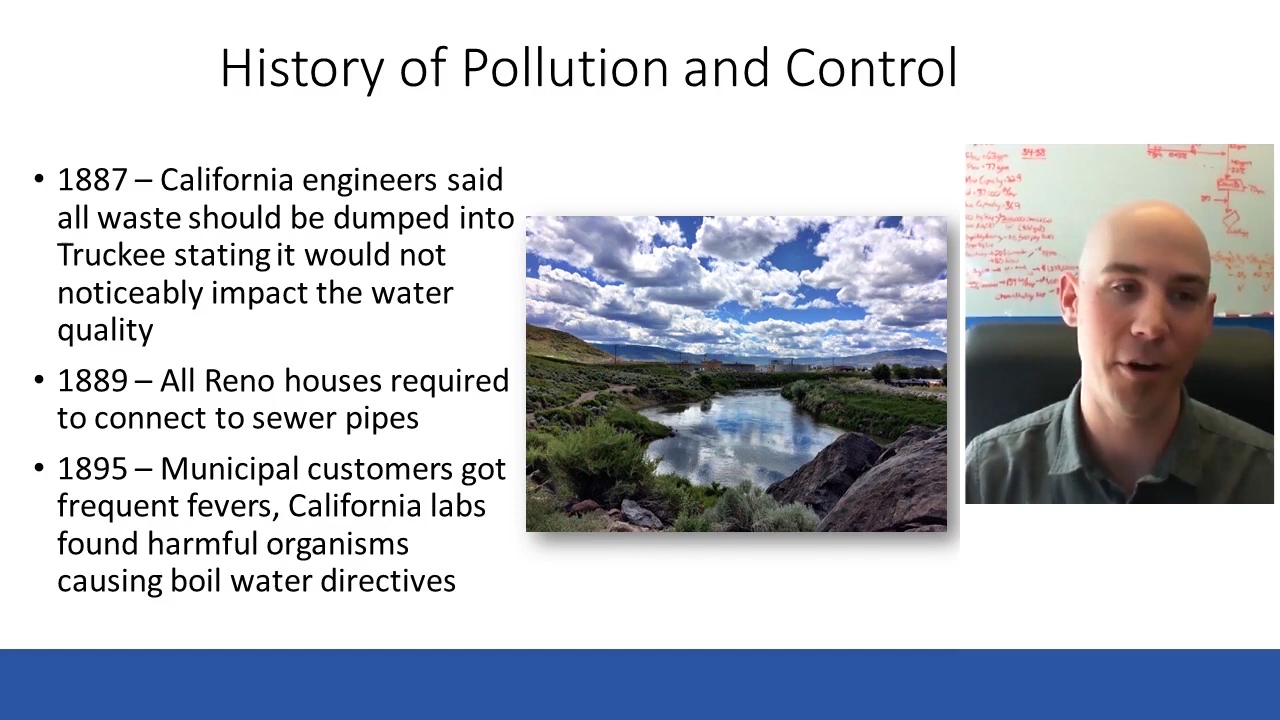 History of Pollution and Control
• 1887 – California engineers said
all waste should be dumped into
Truckee stating it would not
noticeably impact the water
quality
• 1889 – All Reno houses required
to connect to sewer pipes
• 1895 – Municipal customers got
frequent fevers, California labs
found harmful organisms
causing boil water directives